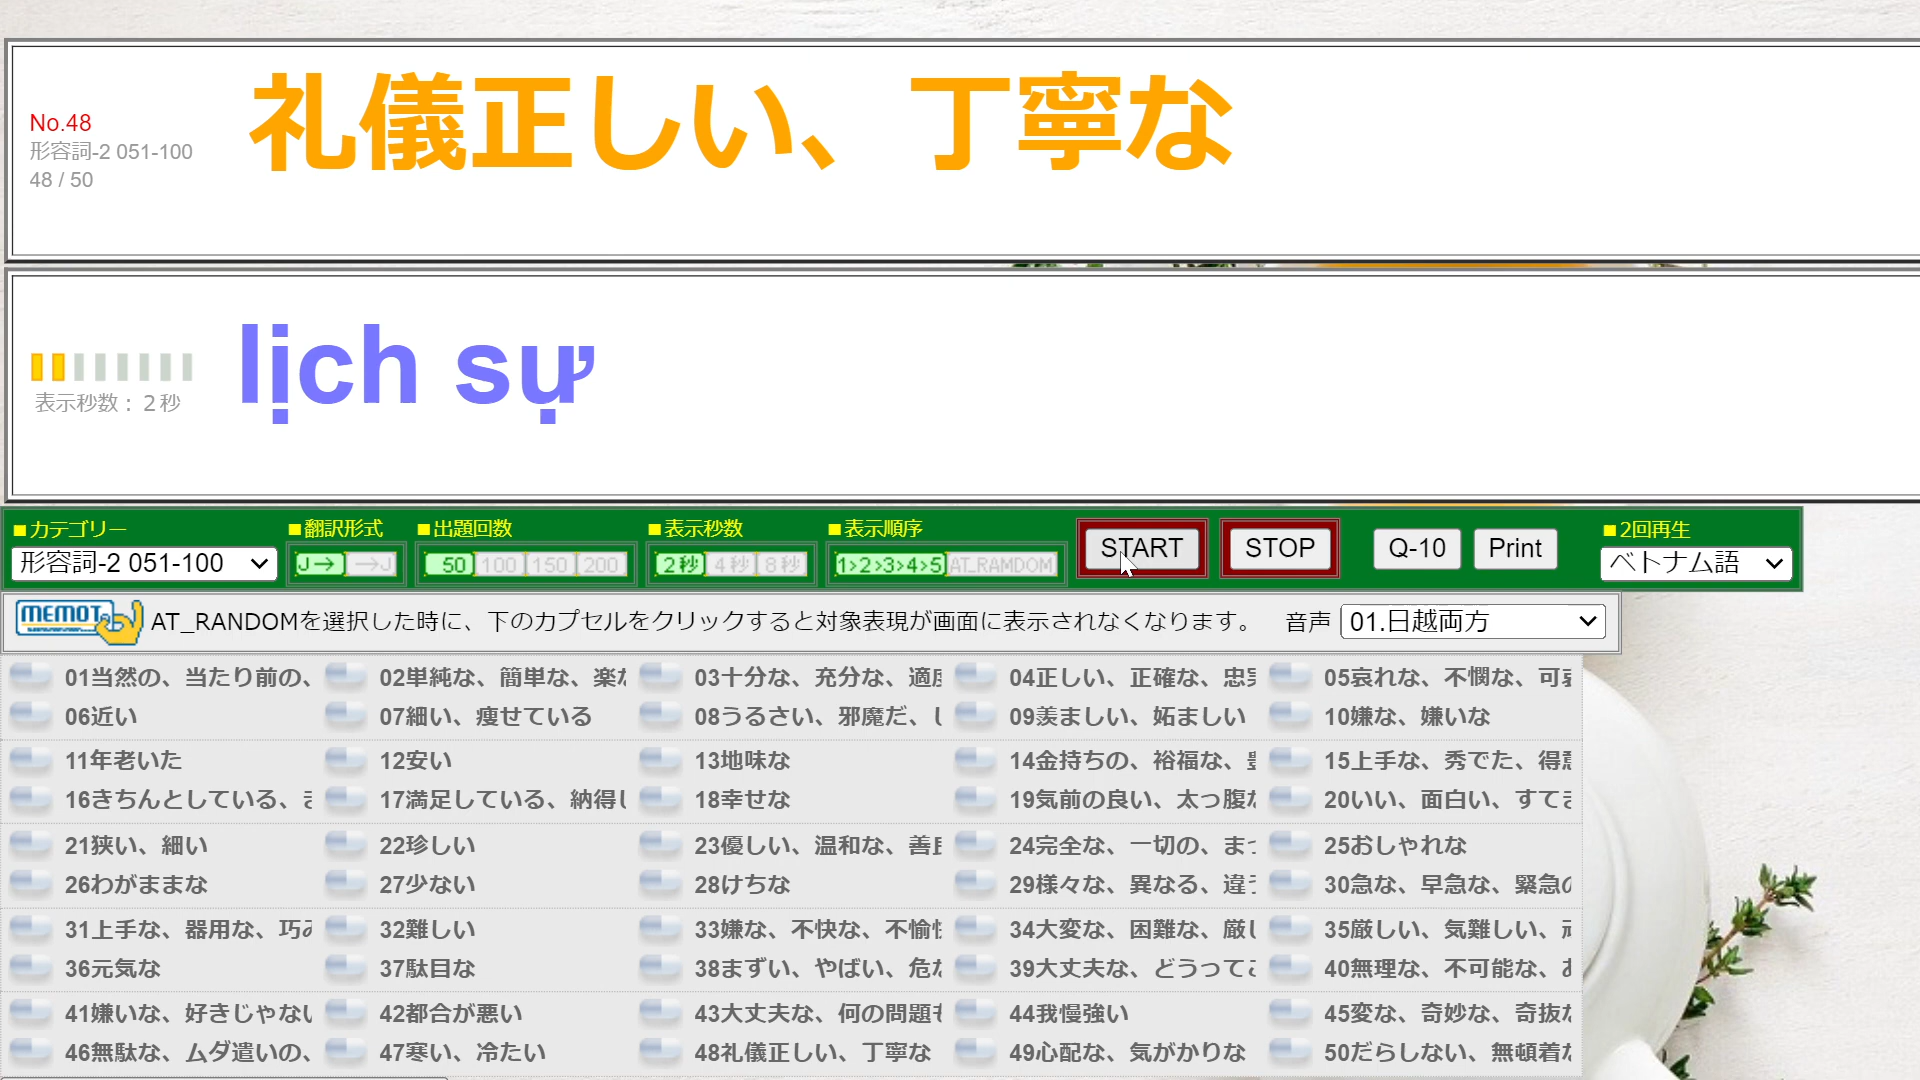 礼儀正しい、丁寧な
No.48
形容詞-2 051-100
48 / 50
lịch sự
表示秒数：２秒
■カテゴリー ■翻訳形式 ■出題回数 ■表示秒数 ■表示順序 ■2回再生
形容詞-2 051-100 J→ →J 50 100 150 200 2秒 4秒 8秒 1>2>3>4>5 AT_RAMDOM START STOP Q-10 Print ベトナム語
MEMOT AT_RANDOMを選択した時に、下のカプセルをクリックすると対象表現が画面に表示されなくなります。 音声 01.日越両方
01当然の、当たり前の、 02単純な、簡単な、楽な 03十分な、充分な、適度 04正しい、正確な、忠実 05哀れな、不憫な、可哀
06近い 07細い、痩せている 08うるさい、邪魔だ、し 09羨ましい、妬ましい 10嫌な、嫌いな
11年老いた 12安い 13地味な 14金持ちの、裕福な、豊 15上手な、秀でた、得意
16きちんとしている、き 17満足している、納得し 18幸せな 19気前の良い、太っ腹な 20いい、面白い、すてき
21狭い、細い 22珍しい 23優しい、温和な、善良 24完全な、一切の、まっ 25おしゃれな
26わがままな 27少ない 28けちな 29様々な、異なる、違う 30急な、早急な、緊急の
31上手な、器用な、巧み 32難しい 33嫌な、不快な、不愉快 34大変な、困難な、厳し 35厳しい、気難しい、
36元気な 37駄目な 38まずい、やばい、危な 39大丈夫な、どうってこ 40無理な、不可能な、あ
41嫌いな、好きじゃない 42都合が悪い 43大丈夫な、何の問題も 44我慢強い 45変な、奇妙な、奇抜な
46無駄な、ムダ遣いの、 47寒い、冷たい 48礼儀正しい、丁寧な 49心配な、気がかりな 50だらしない、無頓着な